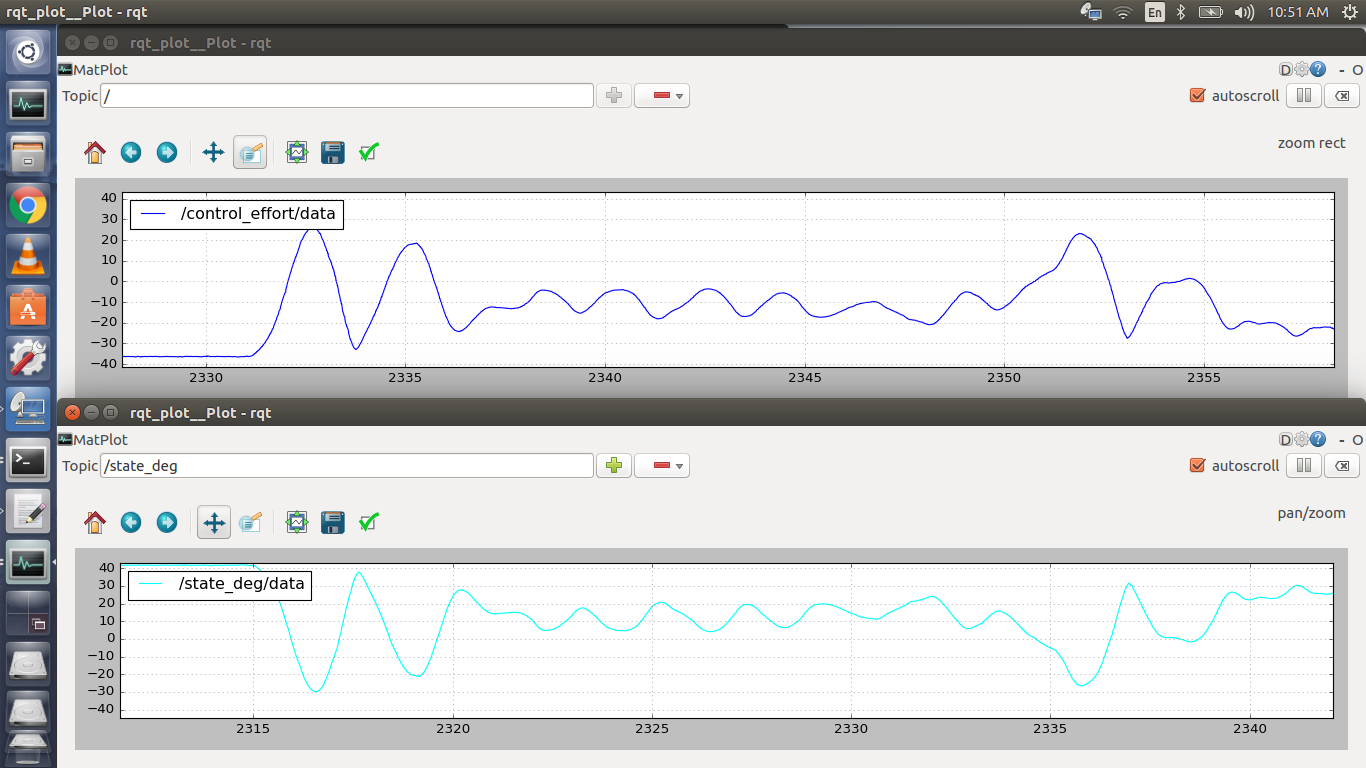 rqt_plot__Plot - rqt
En
10:51 AM
rqt_plot__Plot - rqt
MatPlot
D
- O
Topic /
autoscroll
zoom rect
/control_effort/data
40
30
20
10
0
−10
−20
−30
−40
2330 2335 2340 2345 2350 2355
rqt_plot__Plot - rqt
MatPlot
D
- O
Topic /state_deg
autoscroll
pan/zoom
/state_deg/data
40
30
20
10
0
−10
−20
−30
−40
2315 2320 2325 2330 2335 2340